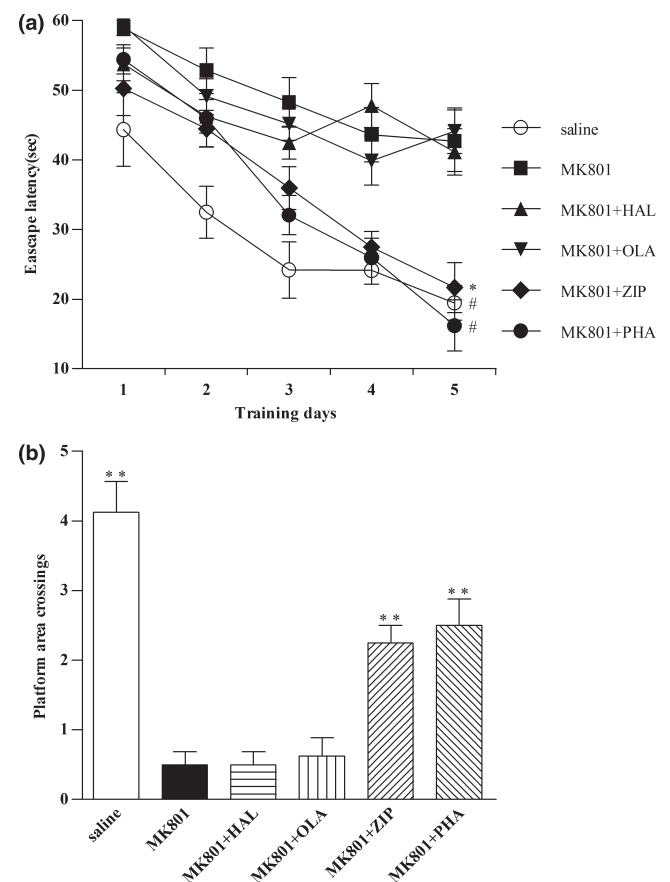 (a)
60
50
40
30
20
10
Eascape latency(sec)
1 2 3 4 5
Training days
*
#
#
saline
MK801
MK801+HAL
MK801+OLA
MK801+ZIP
MK801+PHA
(b)
5
4
3
2
1
0
Platform area crossings
**
**
**
saline
MK801
MK801+HAL
MK801+OLA
MK801+ZIP
MK801+PHA